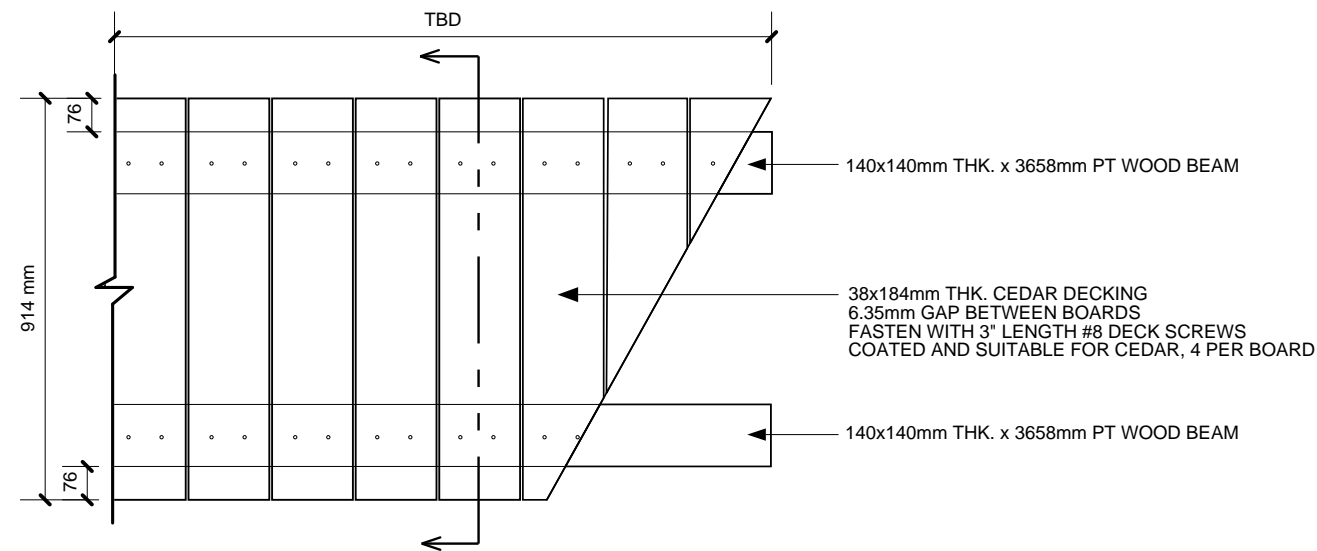 TBD
76
140x140mm THK. x 3658mm PT WOOD BEAM
914 mm
38x184mm THK. CEDAR DECKING
6.35mm GAP BETWEEN BOARDS
FASTEN WITH 3" LENGTH #8 DECK SCREWS
COATED AND SUITABLE FOR CEDAR, 4 PER BOARD
140x140mm THK. x 3658mm PT WOOD BEAM
76